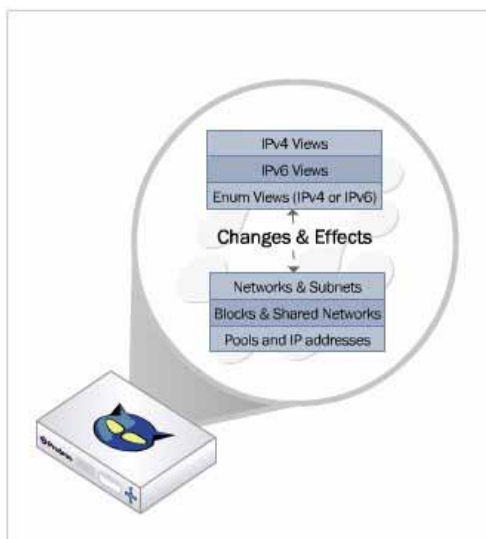 IPv4 Views
IPv6 Views
Enum Views (IPv4 or IPv6)
Changes & Effects
Networks & Subnets
Blocks & Shared Networks
Pools and IP addresses